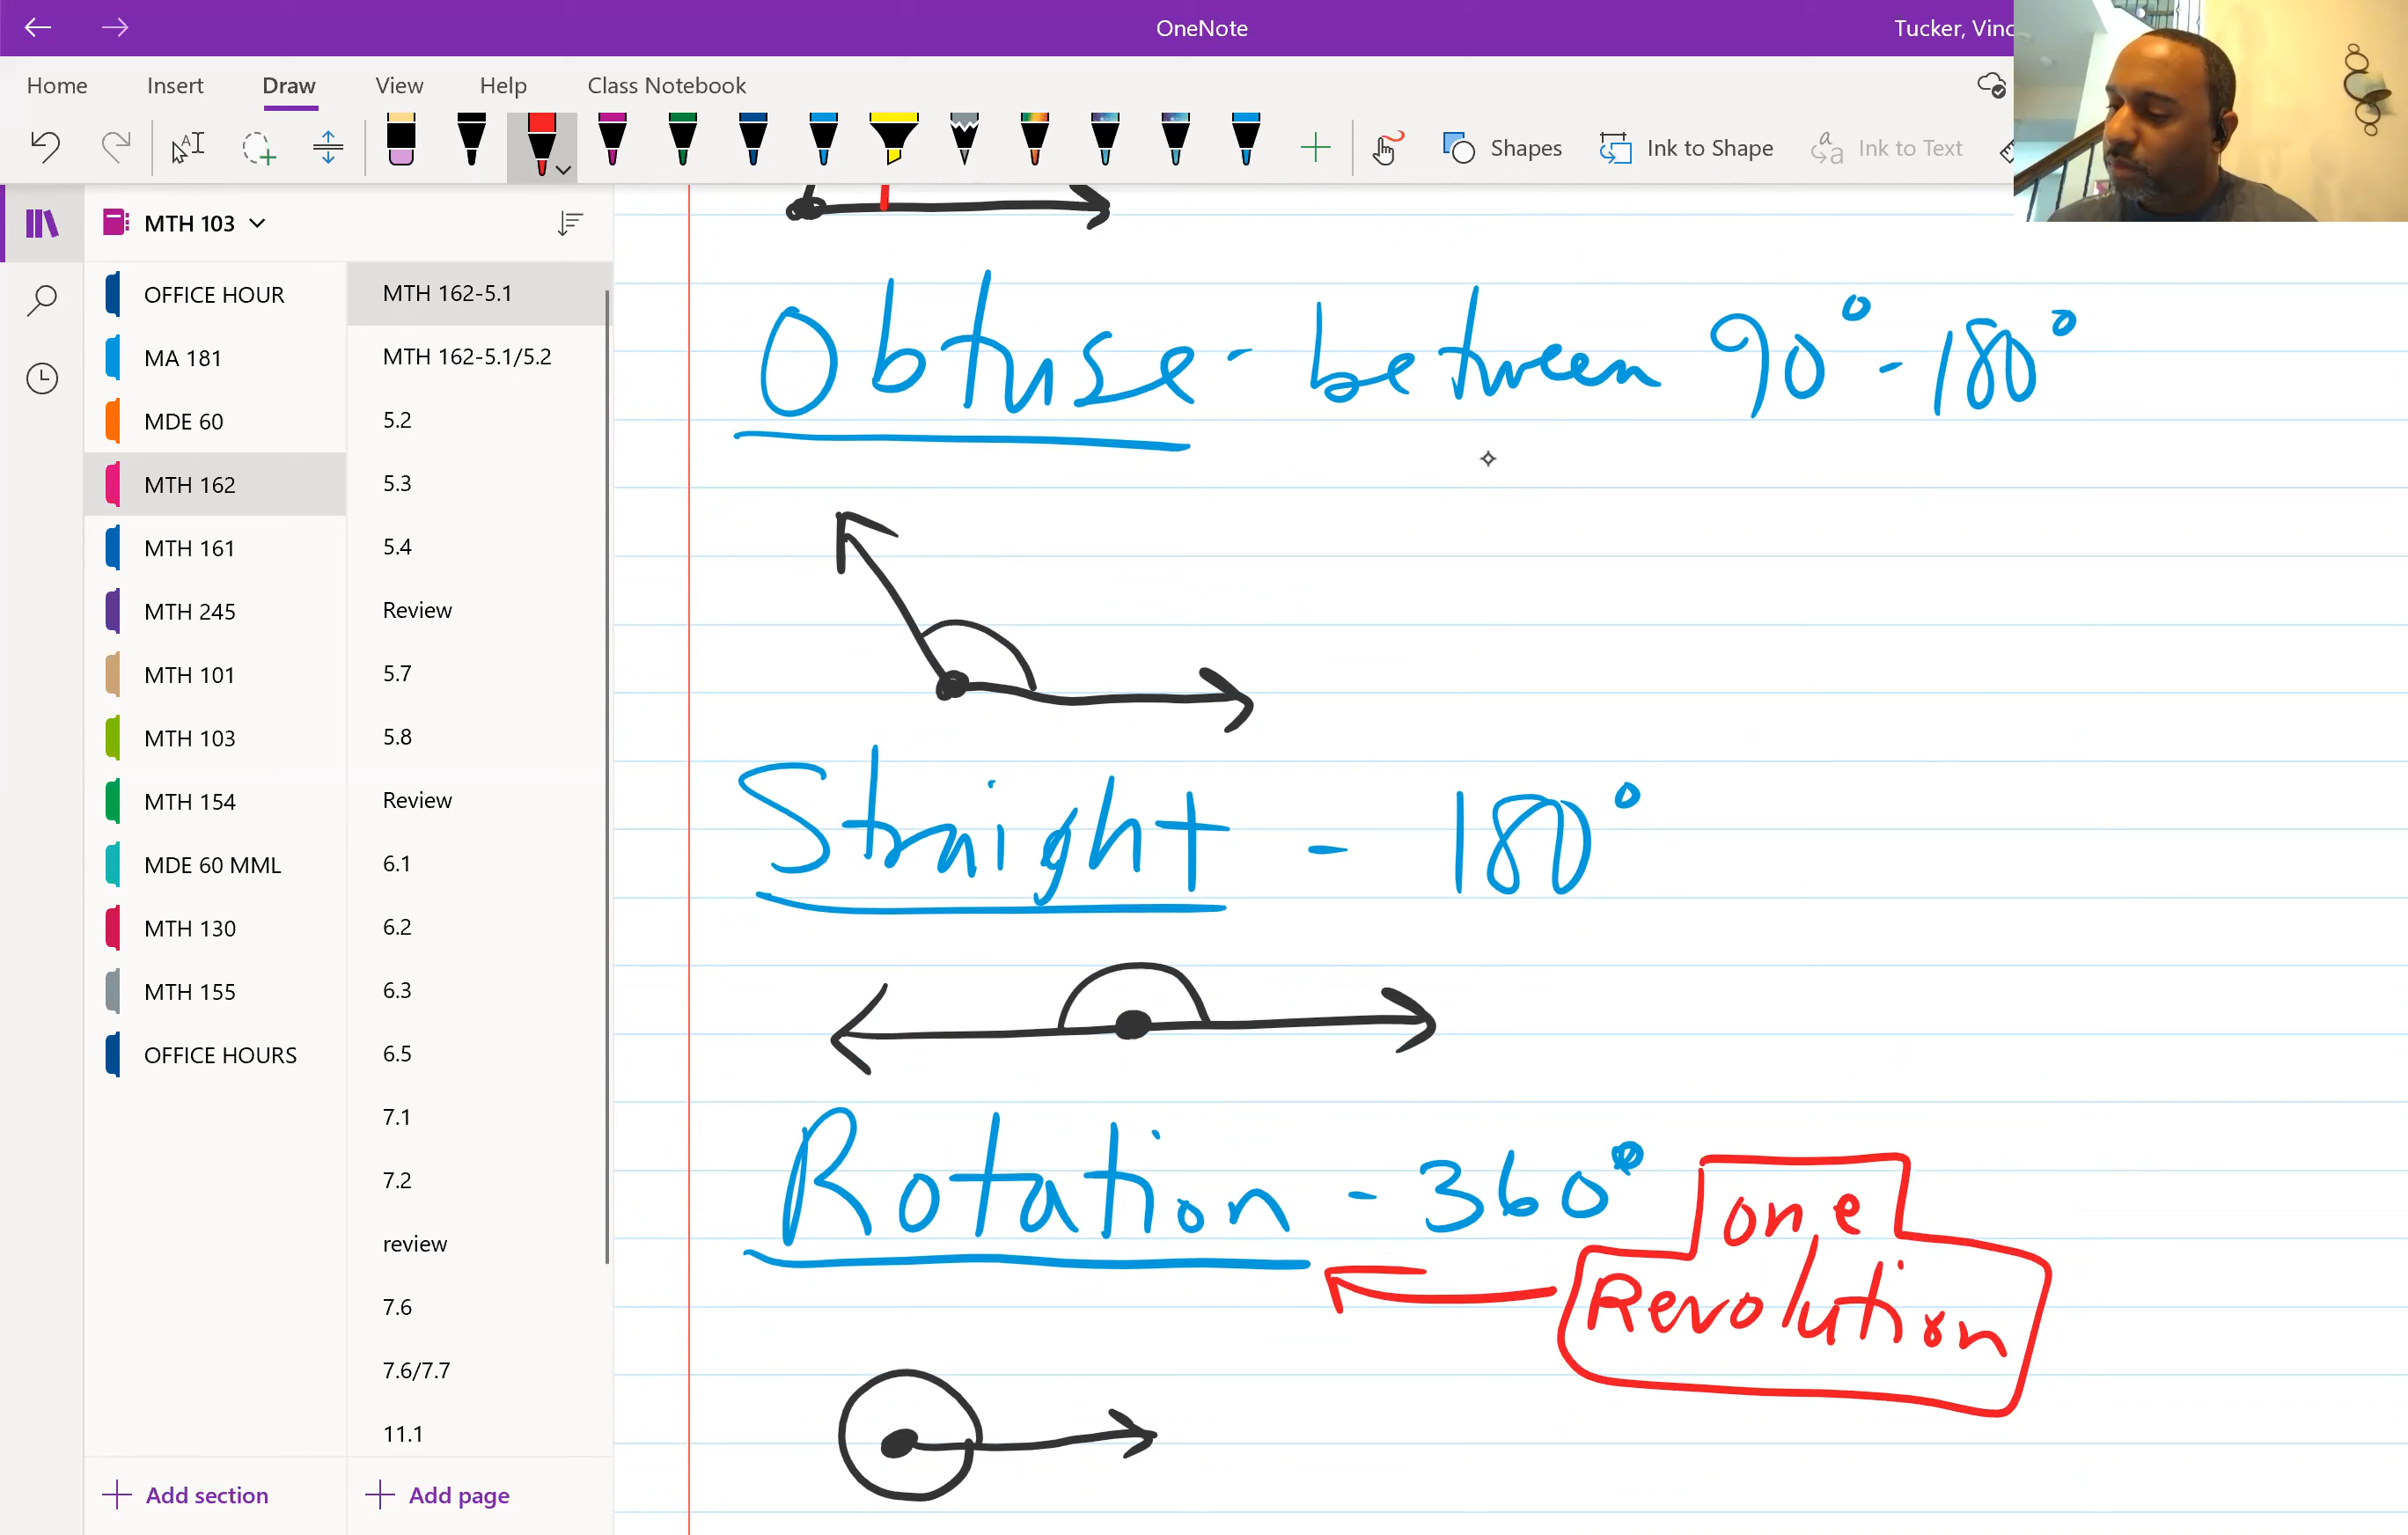 OneNote
Tucker, Vinc
Home Insert Draw View Help Class Notebook
Shapes Ink to Shape Ink to Text
MTH 103
OFFICE HOUR
MA 181
MDE 60
MTH 162
MTH 161
MTH 245
MTH 101
MTH 103
MTH 154
MDE 60 MML
MTH 130
MTH 155
OFFICE HOURS
Add section
MTH 162-5.1
MTH 162-5.1/5.2
5.2
5.3
5.4
Review
5.7
5.8
Review
6.1
6.2
6.3
6.5
7.1
7.2
review
7.6
7.6/7.7
11.1
Add page
Obtuse - between 90° - 180°
Straight - 180°
Rotation - 360°
one
Revolution